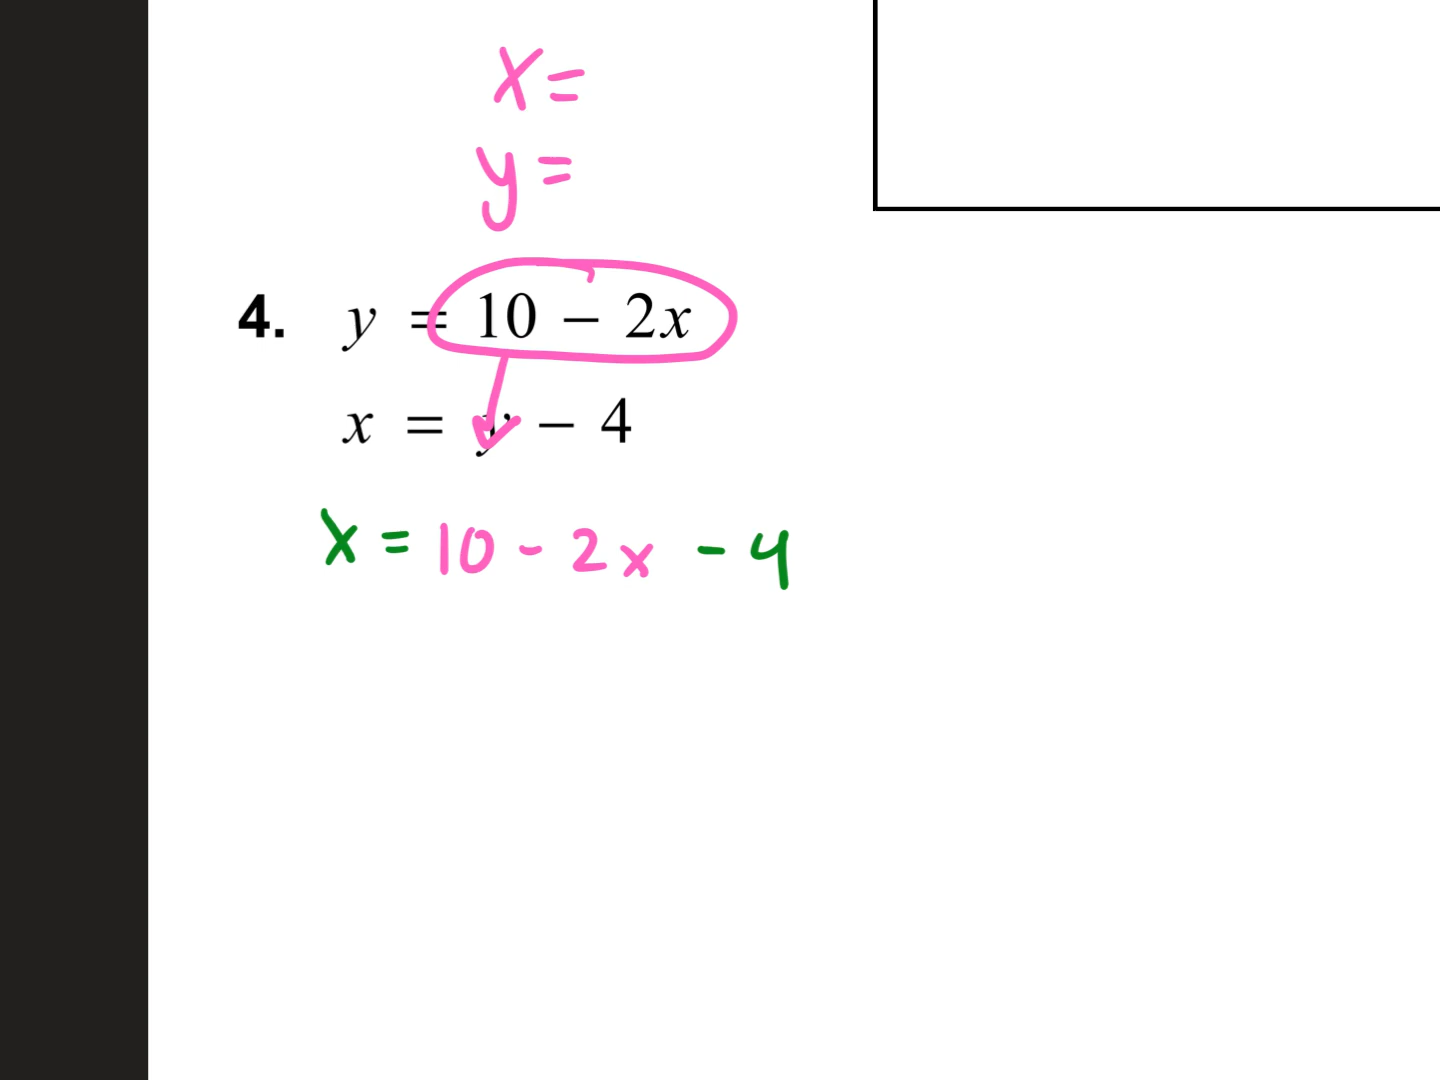 x =
y =
4. y = 10 − 2x
x = y − 4
x = 10 - 2x - 4